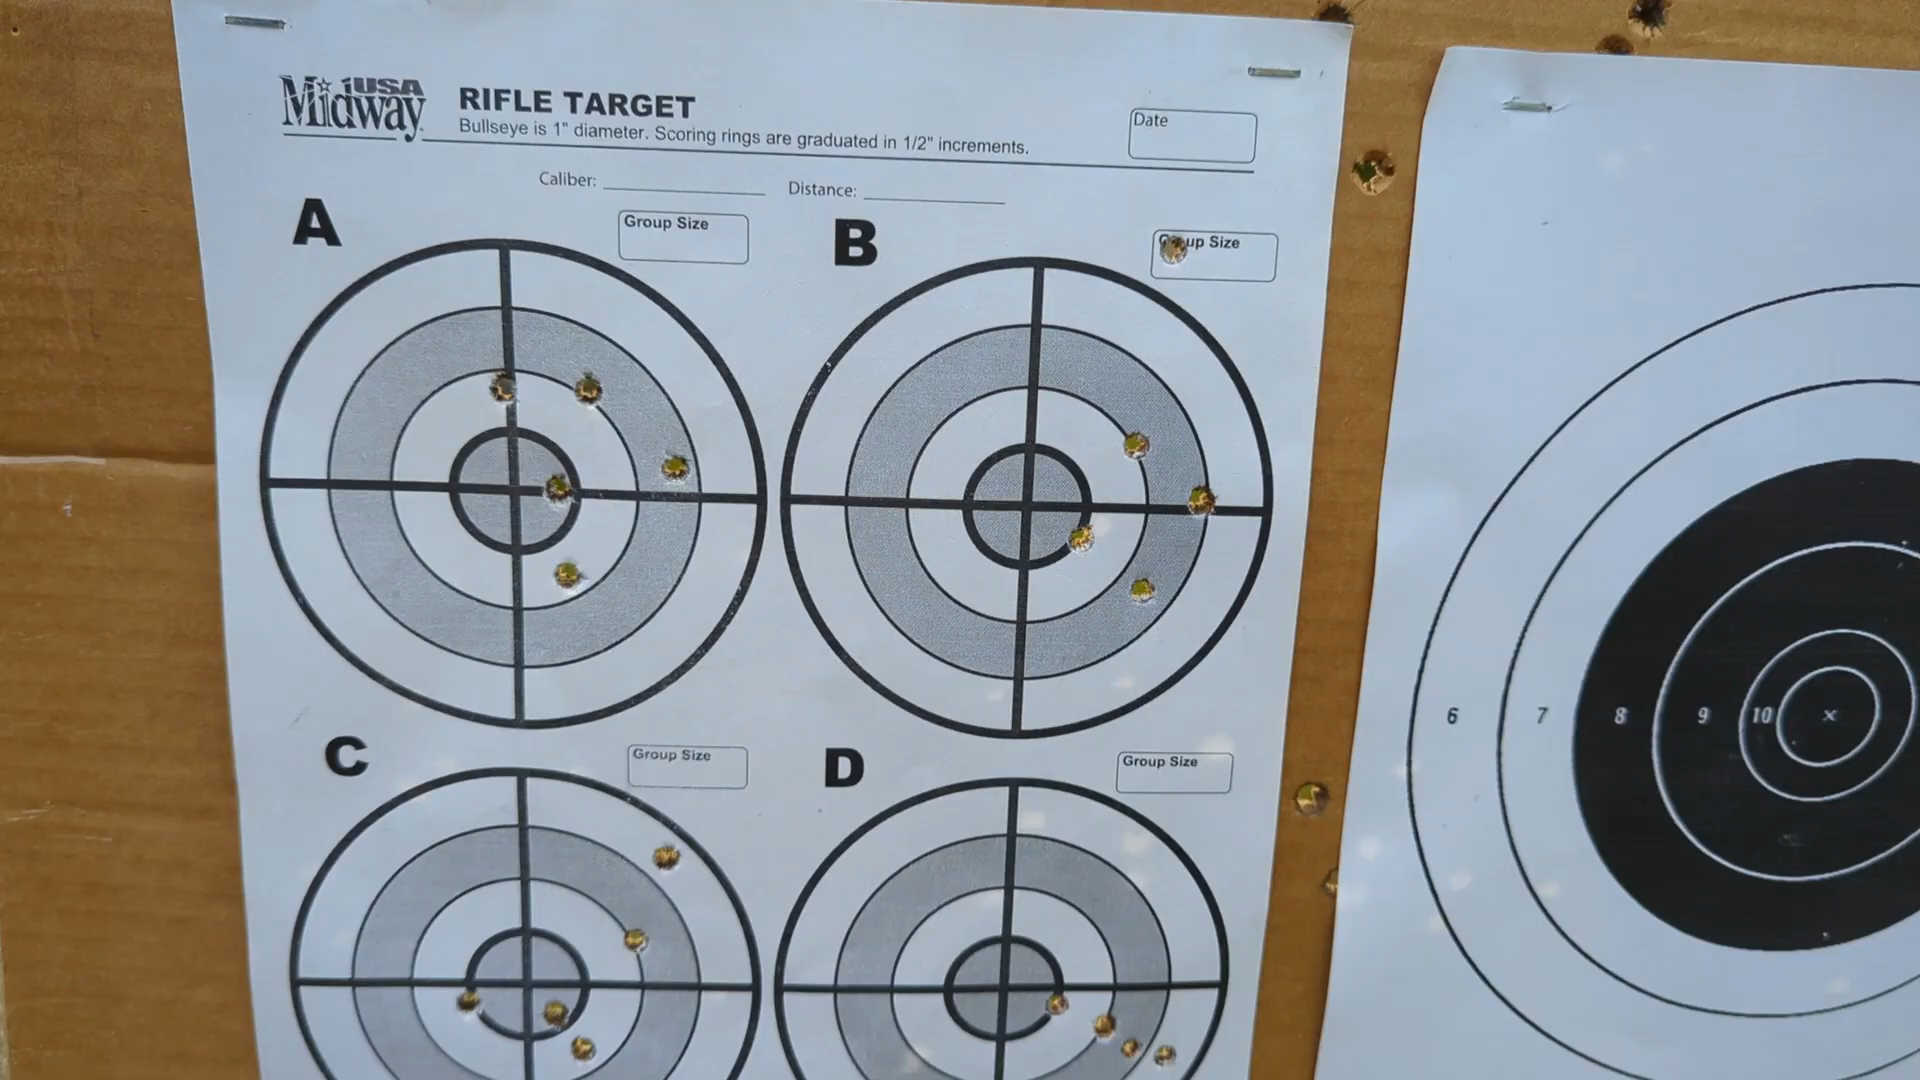 MidwayUSA
RIFLE TARGET
Bullseye is 1" diameter. Scoring rings are graduated in 1/2" increments.
Date
Caliber:
Distance:
A
Group Size
B
up Size
C
Group Size
D
Group Size
6 7 8 9 10 x